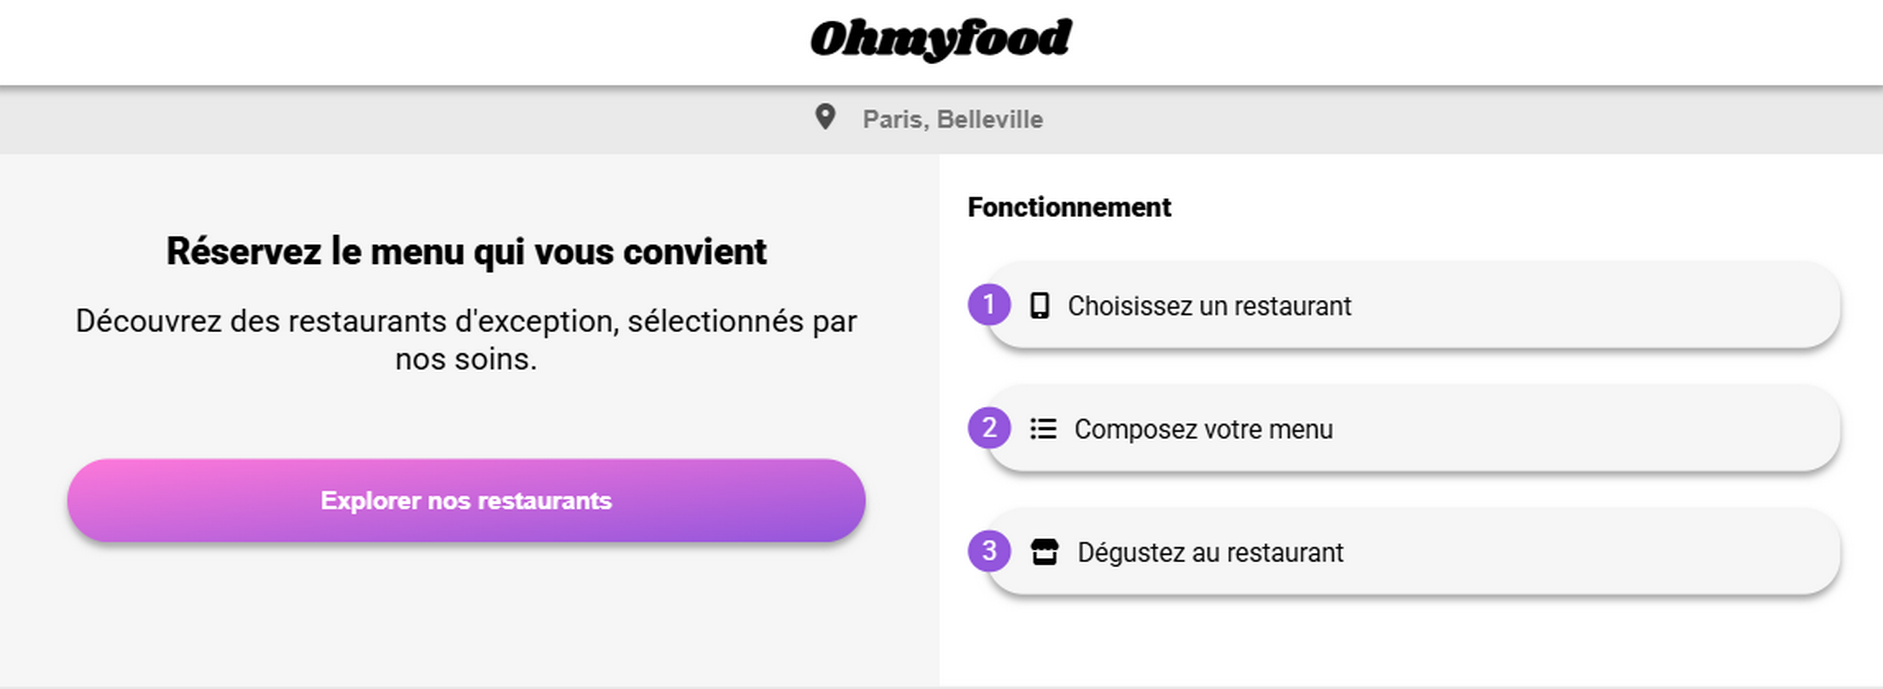 Ohmyfood
Paris, Belleville
Réservez le menu qui vous convient
Découvrez des restaurants d'exception, sélectionnés par
nos soins.
Explorer nos restaurants
Fonctionnement
1 Choisissez un restaurant
2 Composez votre menu
3 Dégustez au restaurant